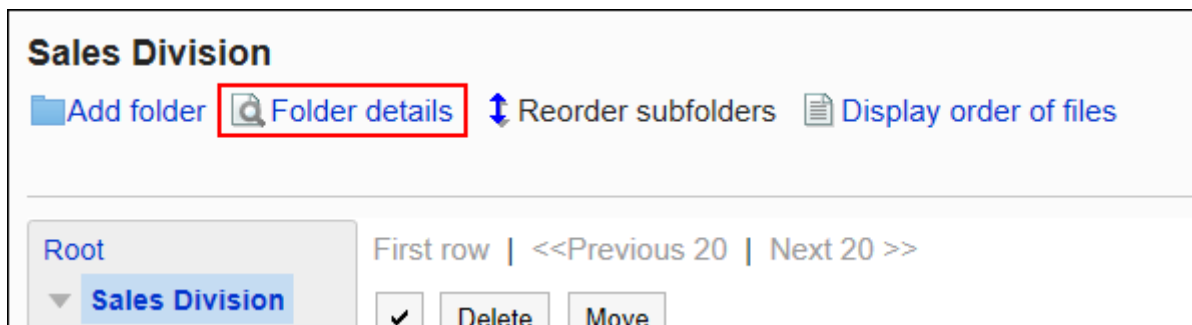 Sales Division
Add folder Folder details Reorder subfolders Display order of files
Root First row | <<Previous 20 | Next 20 >>
Sales Division Delete Move